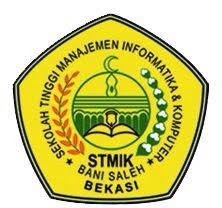 SEKOLAH TINGGI MANAJEMEN INFORMATIKA & KOMPUTER
STMIK
BANI SALEH
BEKASI